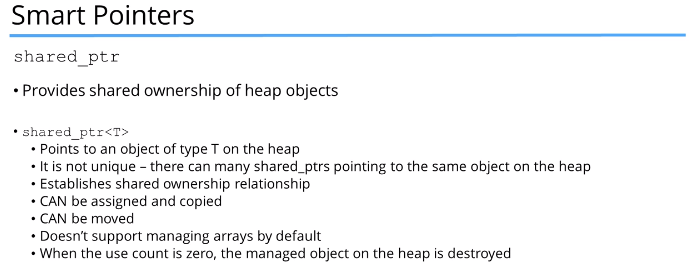 Smart Pointers
shared_ptr
• Provides shared ownership of heap objects
• shared_ptr<T>
• Points to an object of type T on the heap
• It is not unique – there can many shared_ptrs pointing to the same object on the heap
• Establishes shared ownership relationship
• CAN be assigned and copied
• CAN be moved
• Doesn’t support managing arrays by default
• When the use count is zero, the managed object on the heap is destroyed